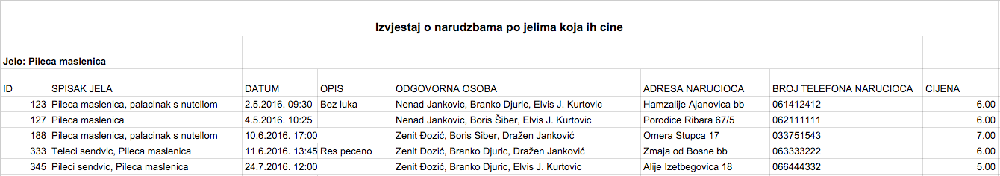 Izvjestaj o narudzbama po jelima koja ih cine
Jelo: Pileca maslenica
ID SPISAK JELA DATUM OPIS ODGOVORNA OSOBA ADRESA NARUCIOCA BROJ TELEFONA NARUCIOCA CIJENA
123 Pileca maslenica, palacinak s nutellom 2.5.2016. 09:30 Bez luka Nenad Jankovic, Branko Djuric, Elvis J. Kurtovic Hamzalije Ajanovica bb 061412412 6.00
127 Pileca maslenica 4.5.2016. 10:25 Nenad Jankovic, Boris Šiber, Elvis J. Kurtovic Porodice Ribara 67/5 062111111 6.00
188 Pileca maslenica, palacinak s nutellom 10.6.2016. 17:00 Zenit Đozić, Boris Siber, Dražen Janković Omera Stupca 17 033751543 7.00
333 Teleci sendvic, Pileca maslenica 11.6.2016. 13:45 Res peceno Zenit Đozić, Branko Djuric, Dražen Janković Zmaja od Bosne bb 063333222 6.00
345 Pileci sendvic, Pileca maslenica 24.7.2016. 12:00 Zenit Đozić, Branko Djuric, Elvis J. Kurtovic Alije Izetbegovica 18 066444332 5.00